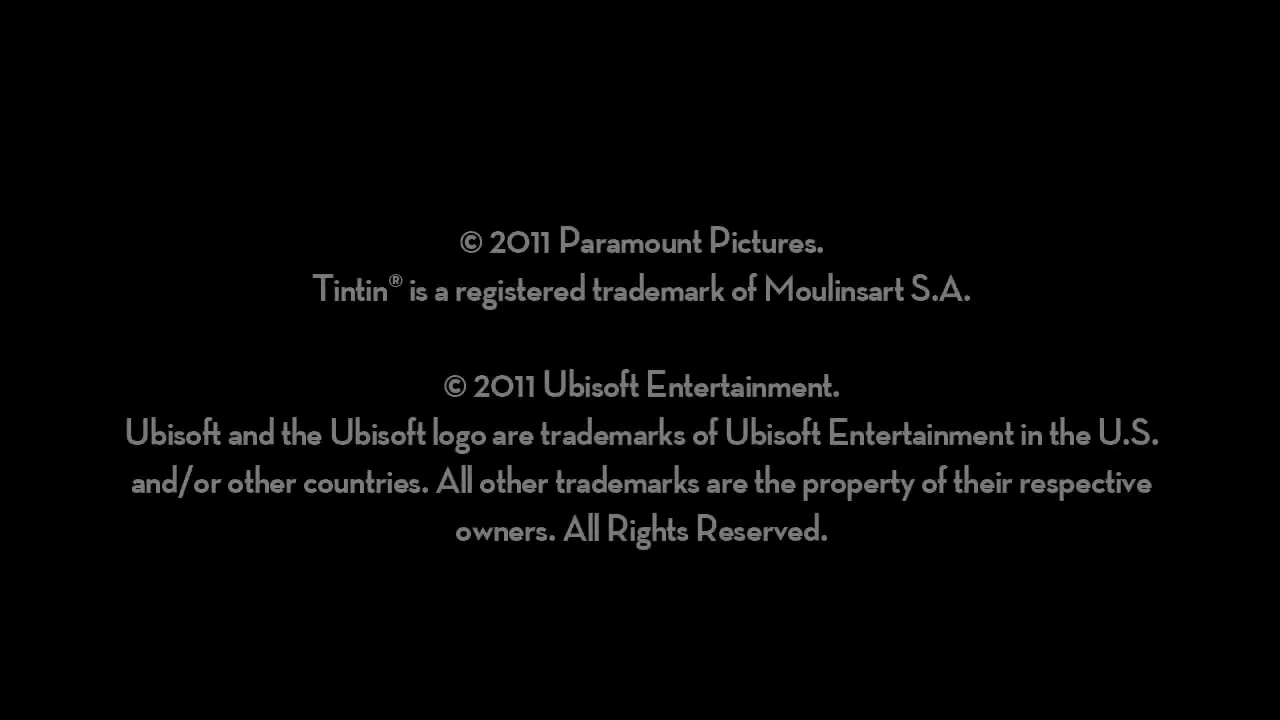 © 2011 Paramount Pictures.
Tintin® is a registered trademark of Moulinsart S.A.
© 2011 Ubisoft Entertainment.
Ubisoft and the Ubisoft logo are trademarks of Ubisoft Entertainment in the U.S.
and/or other countries. All other trademarks are the property of their respective
owners. All Rights Reserved.